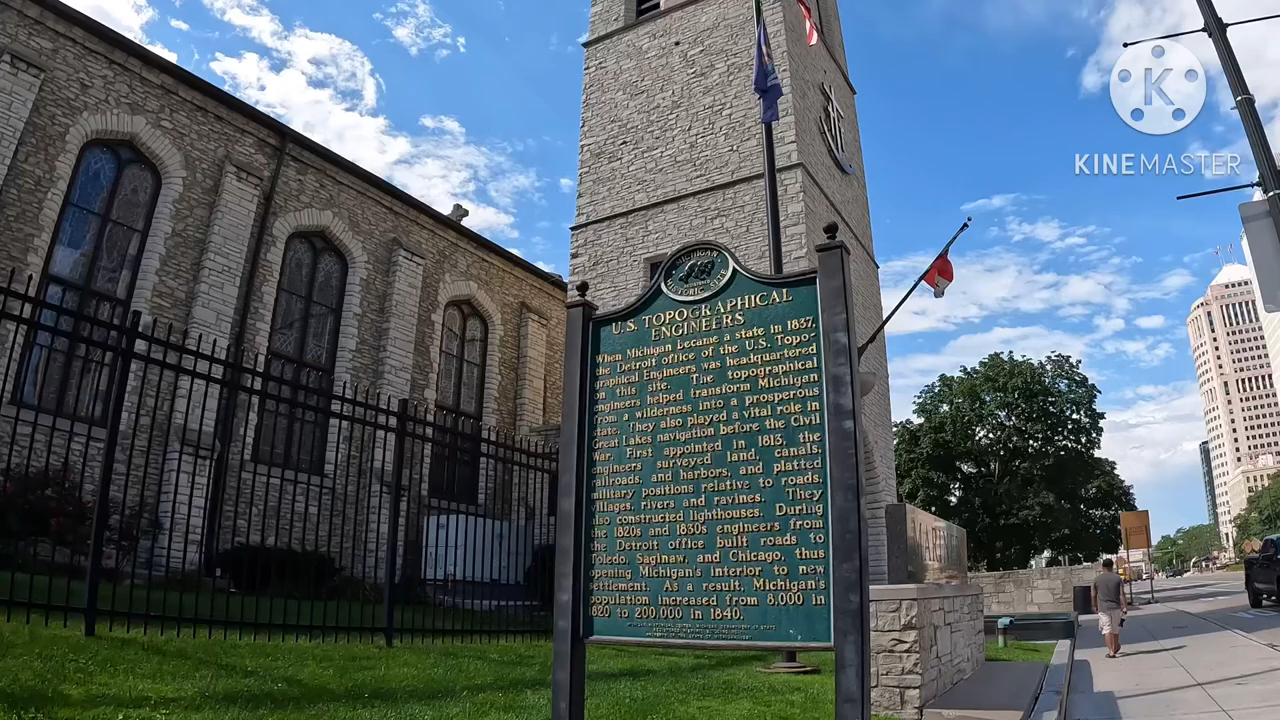 MICHIGAN
REGISTERED
HISTORIC SITE
U.S. TOPOGRAPHICAL
ENGINEERS
When Michigan became a state in 1837,
the Detroit office of the U.S. Topo-
graphical Engineers was headquartered
on this site. The topographical
engineers helped transform Michigan
from a wilderness into a prosperous
state. They also played a vital role in
Great Lakes navigation before the Civil
War. First appointed in 1813, the
engineers surveyed land, canals,
railroads, and harbors, and platted
military positions relative to roads,
villages, rivers and ravines. They
also constructed lighthouses. During
the 1820s and 1830s engineers from
the Detroit office built roads to
Toledo, Saginaw, and Chicago, thus
opening Michigan's interior to new
settlement. As a result, Michigan's
population increased from 8,000 in
1820 to 200,000 in 1840.
K
KINEMASTER